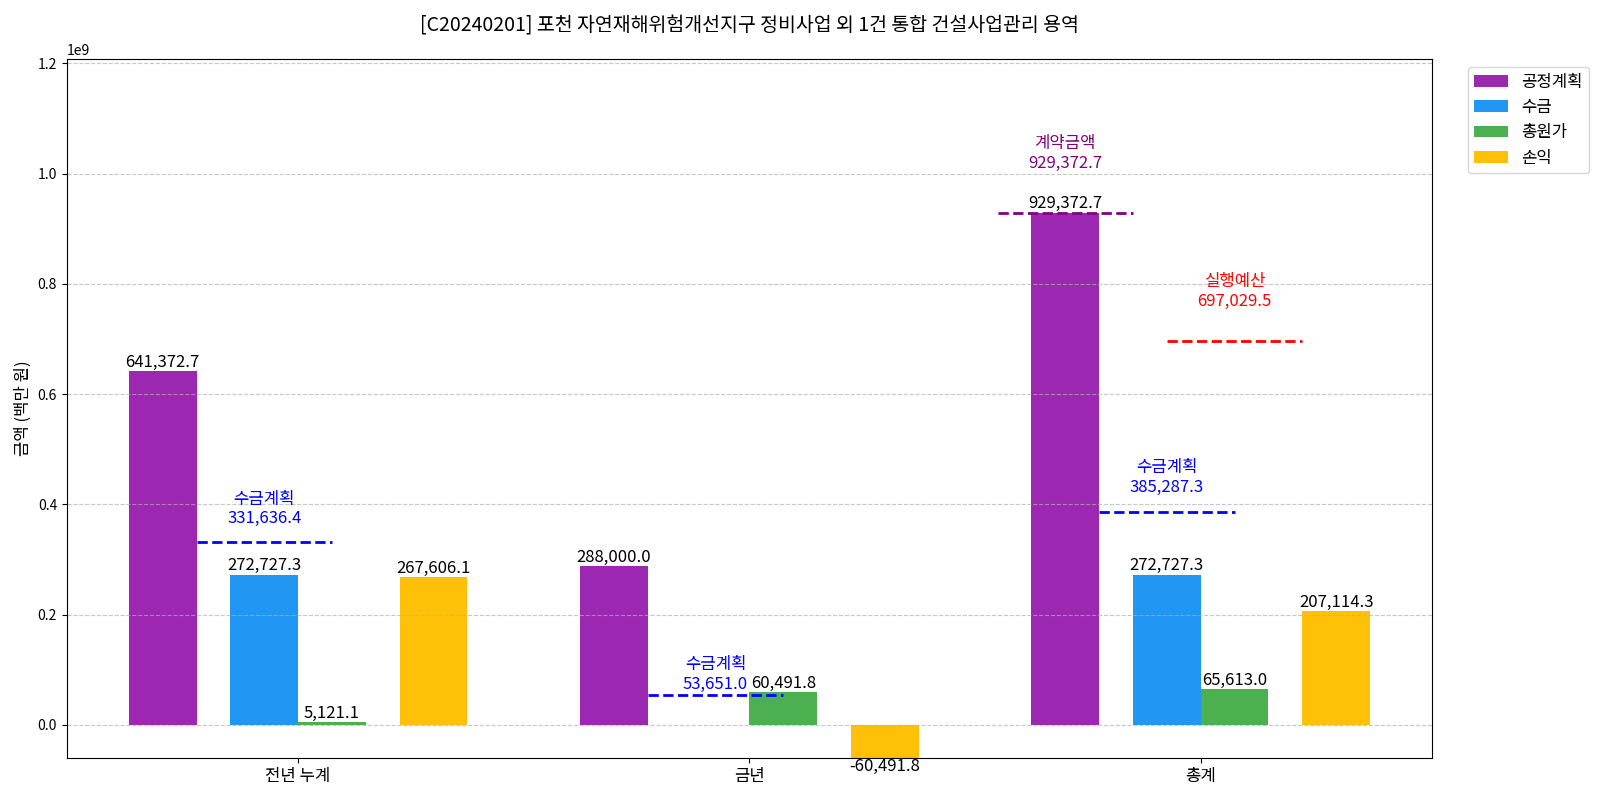 [C20240201] 포천 자연재해위험개선지구 정비사업 외 1건 통합 건설사업관리 용역
1e9
1.2
1.0
0.8
0.6
0.4
0.2
0.0
금액 (백만 원)
641,372.7
수금계획
331,636.4
272,727.3
5,121.1
267,606.1
288,000.0
수금계획
53,651.0
60,491.8
-60,491.8
계약금액
929,372.7
929,372.7
실행예산
697,029.5
수금계획
385,287.3
272,727.3
65,613.0
207,114.3
전년 누계
금년
총계
공정계획
수금
총원가
손익